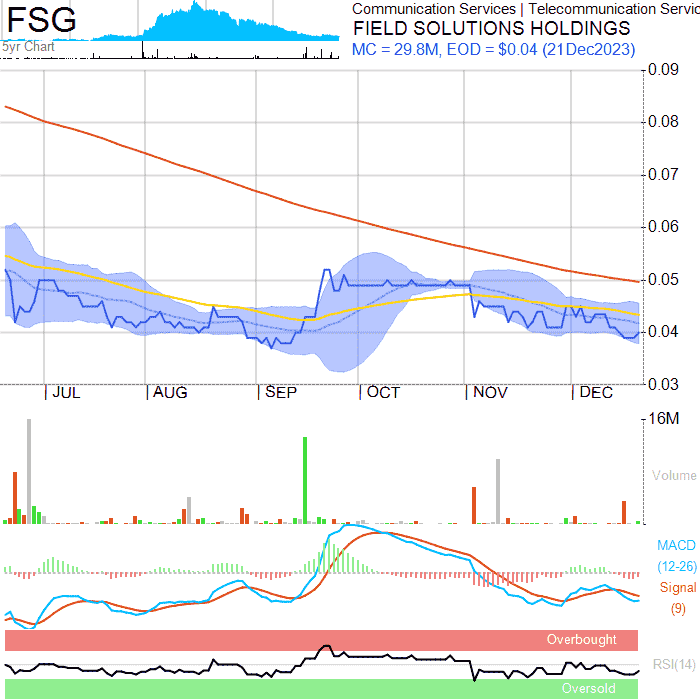 FSG
Communication Services | Telecommunication Servic
FIELD SOLUTIONS HOLDINGS
MC = 29.8M, EOD = $0.04 (21Dec2023)
5yr Chart
0.09
0.08
0.07
0.06
0.05
0.04
0.03
JUL AUG SEP OCT NOV DEC
16M
Volume
MACD
(12-26)
Signal
(9)
Overbought
RSI(14)
Oversold